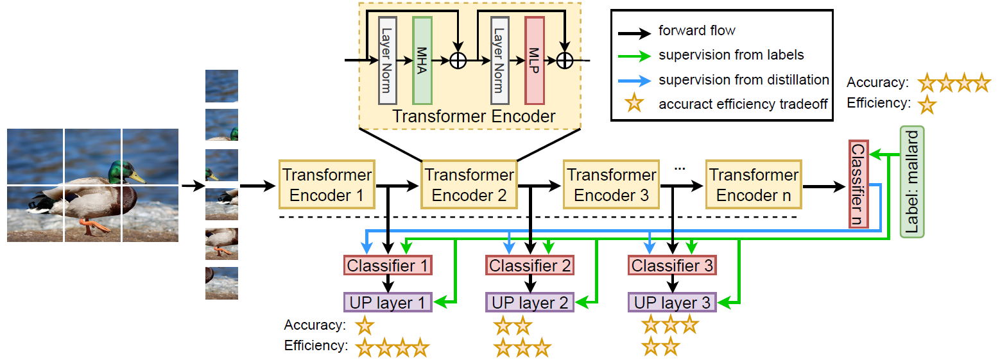 Layer Norm
MHA
Layer Norm
MLP
Transformer Encoder
forward flow
supervision from labels
supervision from distillation
accuract efficiency tradeoff
Accuracy:
Efficiency:
Transformer
Encoder 1
Transformer
Encoder 2
Transformer
Encoder 3
...
Transformer
Encoder n
Classifier n
Label: mallard
Classifier 1
Classifier 2
Classifier 3
UP layer 1
UP layer 2
UP layer 3
Accuracy:
Efficiency: